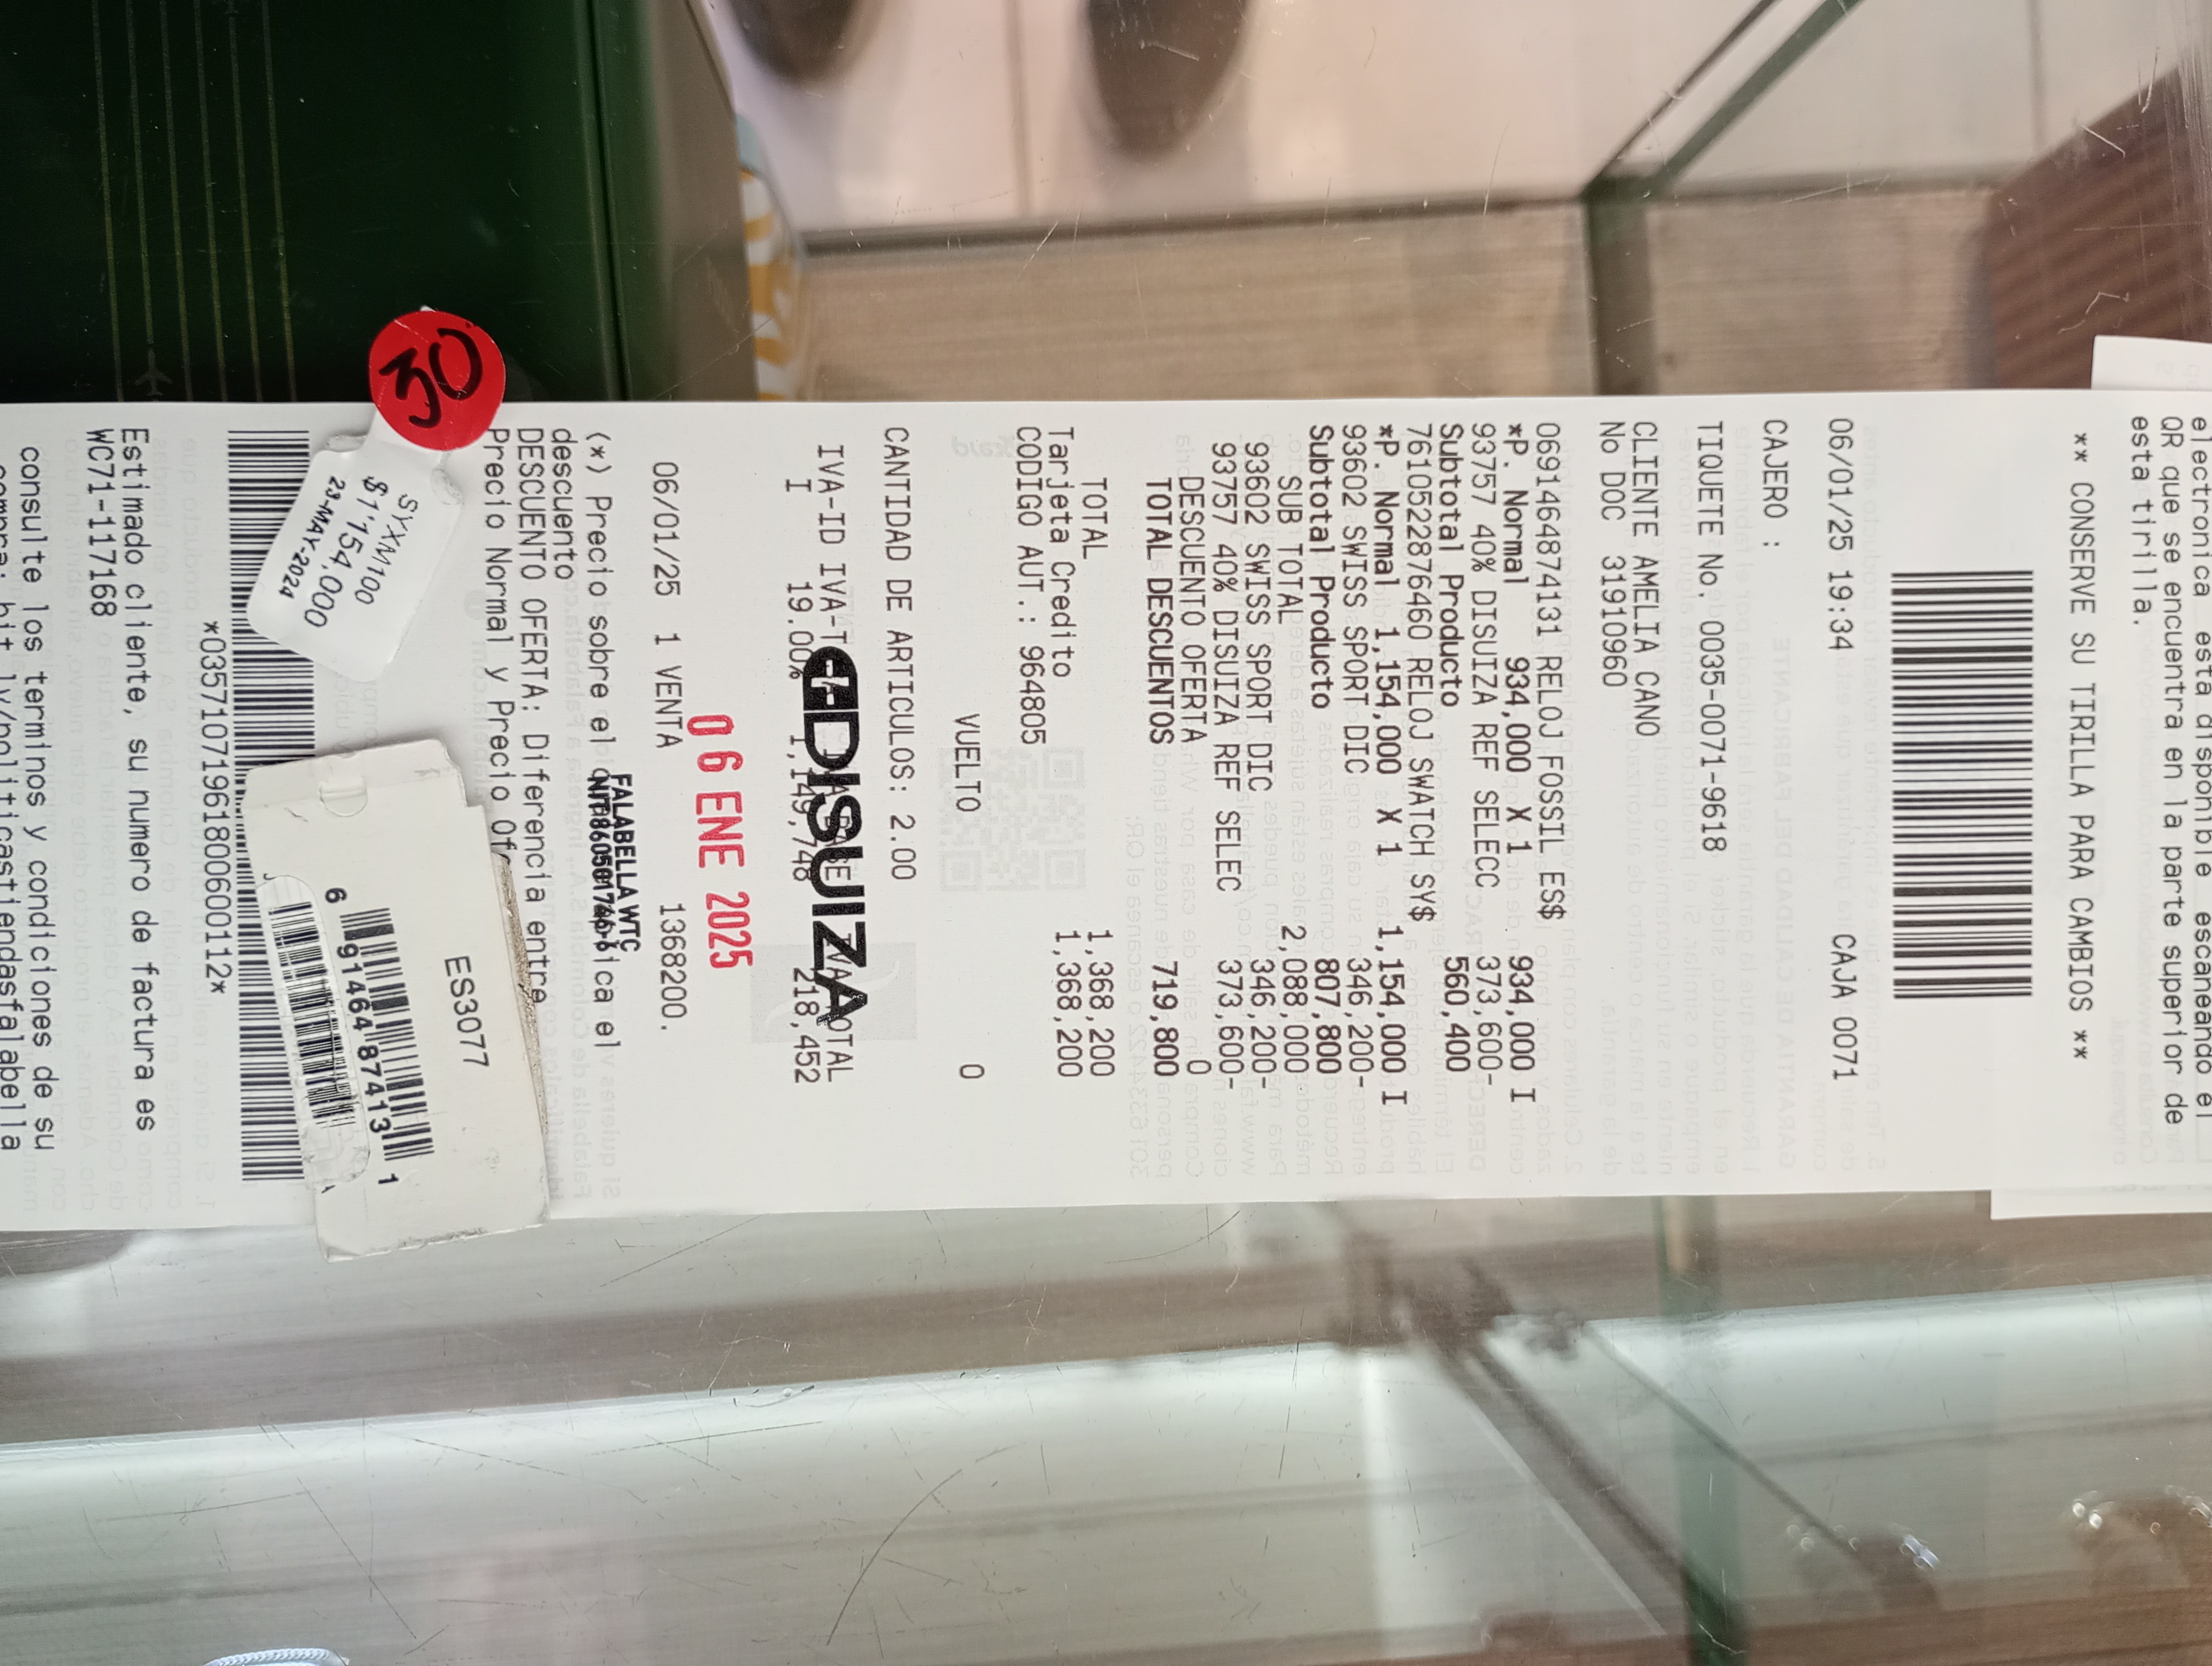 electronica esta disponible escaneando el
QR que se encuentra en la parte superior de
esta tirilla.
** CONSERVE SU TIRILLA PARA CAMBIOS **
06/01/25 19:34 CAJA 0071
CAJERO :
TIQUETE No. 0035-0071-9618
CLIENTE AMELIA CANO
No DOC 31910960
0691464874131 RELOJ FOSSIL ES$
*P. Normal 934,000 X 1 934,000 I
93757 40% DISUIZA REF SELECC 373,600-
Subtotal Producto 560,400
7610522876460 RELOJ SWATCH SY$
*P. Normal 1,154,000 X 1 1,154,000 I
93602 SWISS SPORT DIC 346,200-
Subtotal Producto 807,800
SUB TOTAL 2,088,000
93602 SWISS SPORT DIC 346,200-
93757 40% DISUIZA REF SELEC 373,600-
DESCUENTO OFERTA 0
TOTAL DESCUENTOS 719,800
TOTAL 1,368,200
Tarjeta Credito 1,368,200
CODIGO AUT.: 964805
VUELTO 0
CANTIDAD DE ARTICULOS: 2.00
IVA-ID IVA-T
I 19.00% 1,149,748 218,452
DISUIZA
06 ENE 2025
06/01/25 1 VENTA 1368200.
FALABELLA WTC
(*) Precio sobre el
descuento
DESCUENTO OFERTA: Diferencia entre
Precio Normal y Precio
30
SYXM100
$1'154,000
23-MAY-2024
ES3077
6 91464 87413 1
*0357107196180060011​2*
Estimado cliente, su numero de factura es
WC71-117168
consulte los terminos y condiciones de su